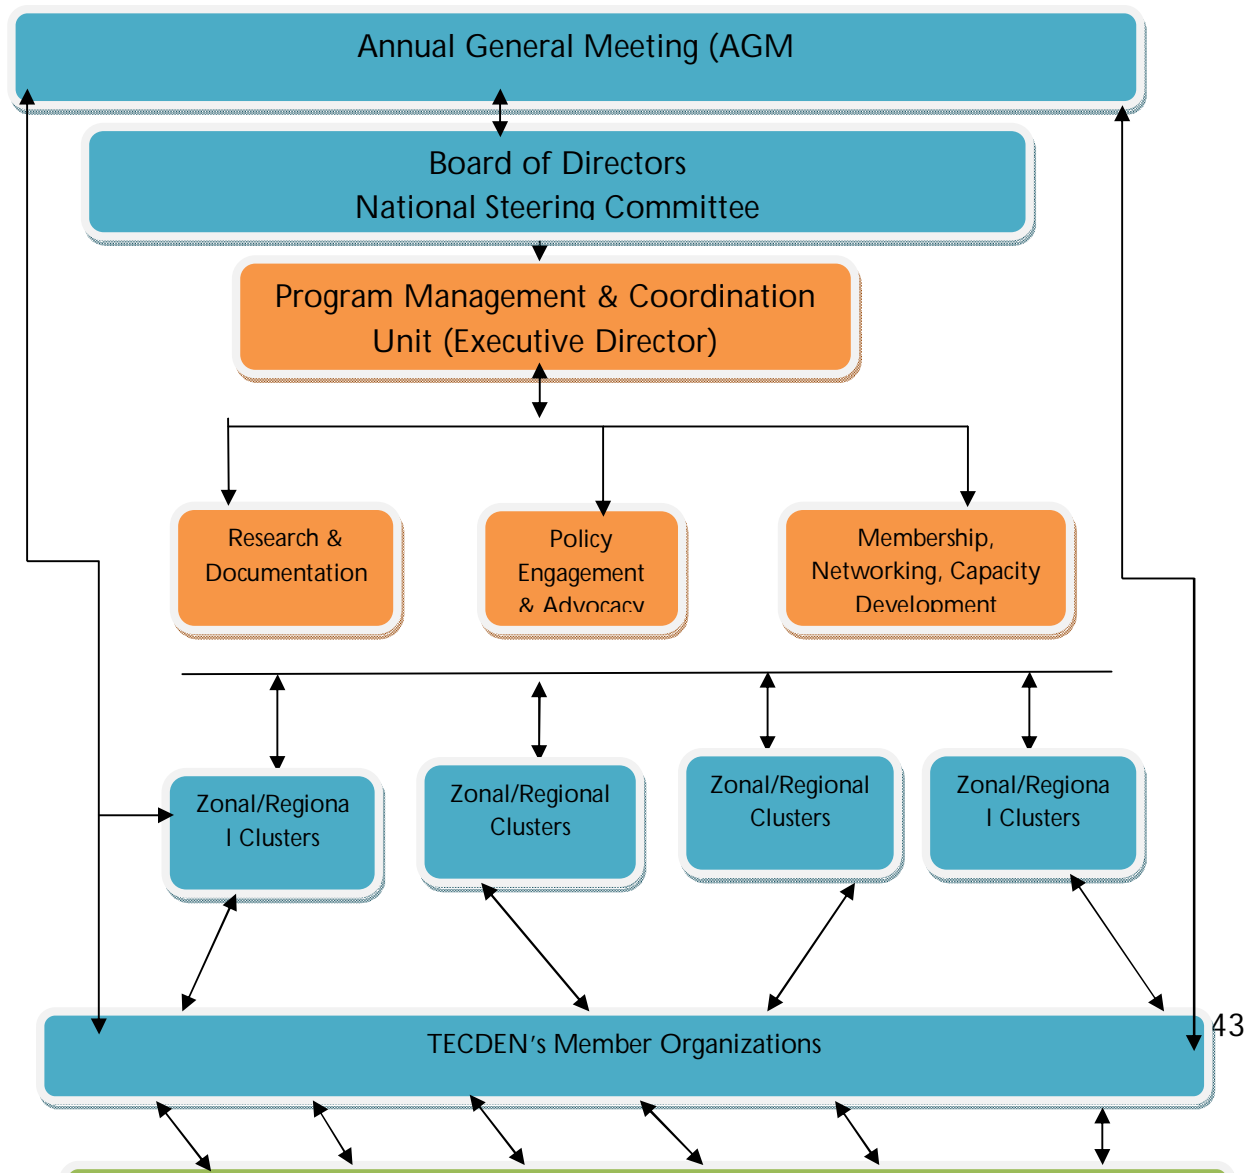 Annual General Meeting (AGM
Board of Directors
National Steering Committee
Program Management & Coordination
Unit (Executive Director)
Research &
Documentation
Policy
Engagement
& Advocacy
Membership,
Networking, Capacity
Development
Zonal/Regiona
l Clusters
Zonal/Regional
Clusters
Zonal/Regional
Clusters
Zonal/Regiona
l Clusters
43
TECDEN's Member Organizations